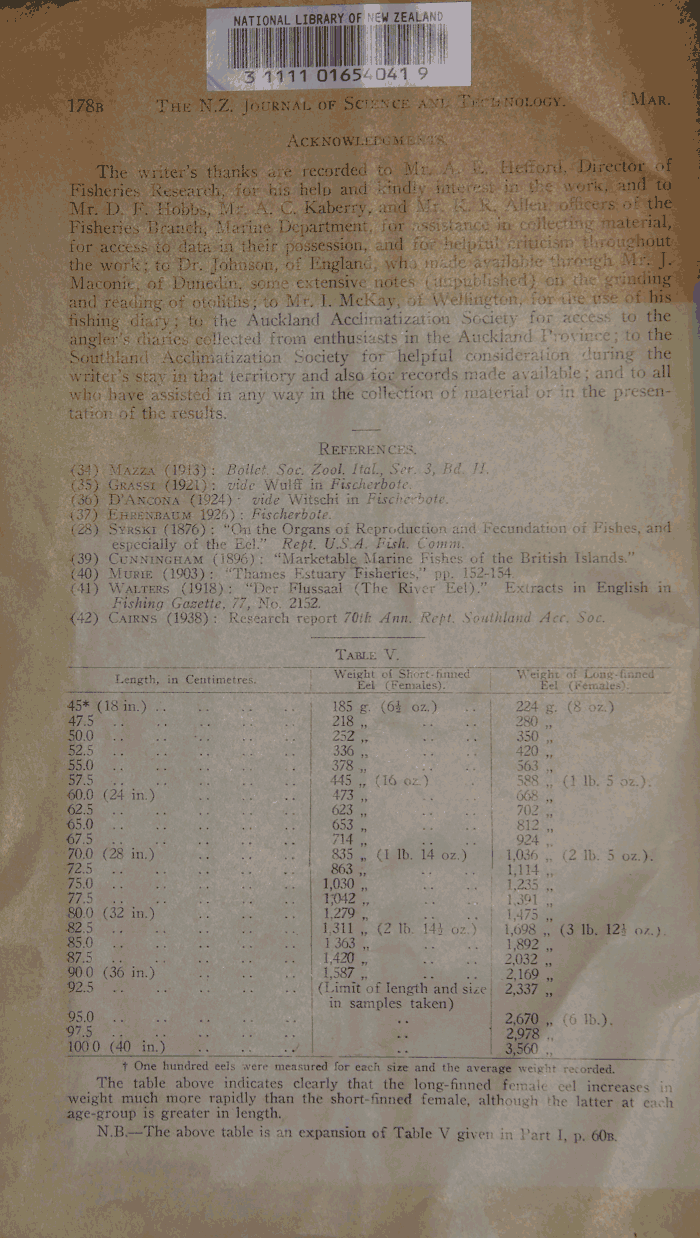 NATIONAL LIBRARY OF NEW ZEALAND
3 1111 01654041 9
178B THE N.Z. JOURNAL OF SCIENCE AND TECHNOLOGY. MAR.
ACKNOWLEDGMENTS.
The writer's thanks are recorded to Mr. A. E. Hefford, Director of
Fisheries Research, for his help and kindly interest in the work, and to
Mr. D. F. Hobbs, Mr. A. C. Kaberry, and Mr. K. R. Allen, officers of the
Fisheries Branch, Marine Department, for assistance in collecting material,
for access to data in their possession, and for helpful criticism throughout
the work; to Dr. Johnson, of England, who made available through Mr. J.
Maconie, of Dunedin, some extensive notes (unpublished) on the grinding
and reading of otoliths; to Mr. J. McKay, of Wellington, for the use of his
fishing diary; to the Auckland Acclimatization Society for access to the
angler's diaries collected from enthusiasts in the Auckland Province; to the
Southland Acclimatization Society for helpful consideration during the
writer's stay in that territory and also for records made available; and to all
who have assisted in any way in the collection of material or in the presen-
tation of the results.
REFERENCES.
(34) MAZZA (1913): Bollet. Soc. Zool. Ital., Ser. 3, Bd. II.
(35) GRASSI (1921): vide Wulff in Fischerbote.
(36) D'ANCONA (1924): vide Witschi in Fischerbote.
(37) EHRENBAUM 1926): Fischerbote.
(28) SYRSKI (1876): "On the Organs of Reproduction and Fecundation of Fishes, and
especially of the Eel." Rept. U.S.A. Fish. Comm.
(39) CUNNINGHAM (1896): "Marketable Marine Fishes of the British Islands."
(40) MURIE (1903): "Thames Estuary Fisheries," pp. 152-154.
(41) WALTERS (1918): "Der Flussaal (The River Eel)." Extracts in English in
Fishing Gazette, 77, No. 2152.
(42) CAIRNS (1938): Research report 70th Ann. Rept. Southland Acc. Soc.
TABLE V.
Length, in Centimetres. Weight of Short-finned Eel (Females). Weight of Long-finned Eel (Females).
45* (18 in.) .. .. .. .. 185 g. (6½ oz.) .. 224 g. (8 oz.)
47.5 .. .. .. .. .. 218 „ .. .. 280 „
50.0 .. .. .. .. .. 252 „ .. .. 350 „
52.5 .. .. .. .. .. 336 „ .. .. 420 „
55.0 .. .. .. .. .. 378 „ .. .. 563 „
57.5 .. .. .. .. .. 445 „ (16 oz.) . 588 „ (1 lb. 5 oz.).
60.0 (24 in.) .. .. .. 473 „ .. .. 668 „
62.5 .. .. .. .. .. 623 „ .. .. 702 „
65.0 .. .. .. .. .. 653 „ .. .. 812 „
67.5 .. .. .. .. .. 714 „ .. .. 924 „
70.0 (28 in.) .. .. .. 835 „ (1 lb. 14 oz.) 1,036 „ (2 lb. 5 oz.).
72.5 .. .. .. .. .. 863 „ .. .. 1,114 „
75.0 .. .. .. .. .. 1,030 „ .. .. 1,235 „
77.5 .. .. .. .. .. 1,042 „ .. .. 1,391 „
80.0 (32 in.) .. .. .. 1,279 „ .. .. 1,475 „
82.5 .. .. .. .. .. 1,311 „ (2 lb. 14½ oz.) 1,698 „ (3 lb. 12½ oz.).
85.0 .. .. .. .. .. 1 363 „ .. .. 1,892 „
87.5 .. .. .. .. .. 1,420 „ .. .. 2,032 „
90 0 (36 in.) .. .. .. 1,587 „ .. .. 2,169 „
92.5 .. .. .. .. .. (Limit of length and size 2,337 „
in samples taken)
95.0 .. .. .. .. .. .. 2,670 „ (6 lb.).
97.5 .. .. .. .. .. .. 2,978 „
100.0 (40 in.) .. .. .. .. 3,560 „
† One hundred eels were measured for each size and the average weight recorded.
The table above indicates clearly that the long-finned female eel increases in
weight much more rapidly than the short-finned female, although the latter at each
age-group is greater in length.
N.B.—The above table is an expansion of Table V given in Part I, p. 60B.